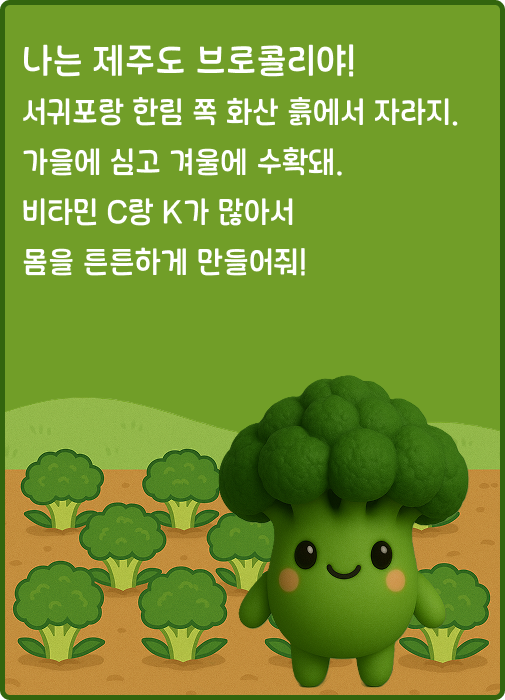 나는 제주도 브로콜리야!
서귀포랑 한림 쪽 화산 흙에서 자라지.
가을에 심고 겨울에 수확돼.
비타민 C랑 K가 많아서
몸을 튼튼하게 만들어줘!